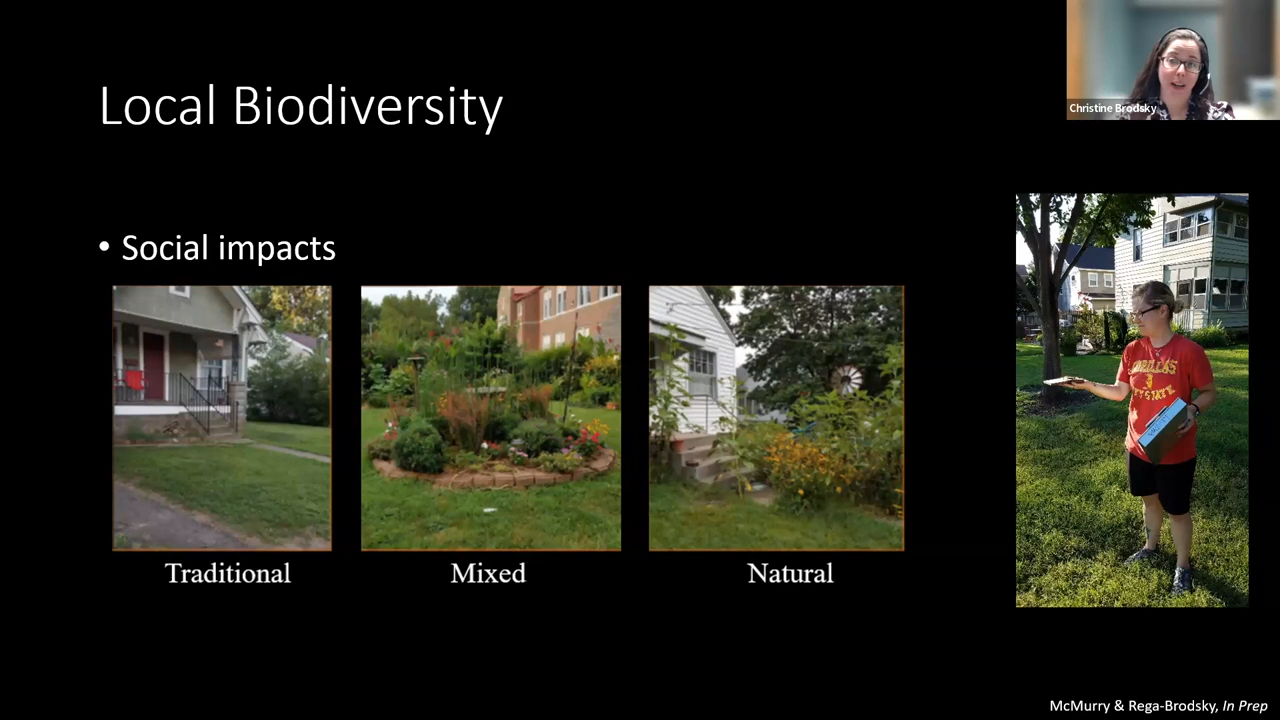 Christine Brodsky
Local Biodiversity
• Social impacts
Traditional
Mixed
Natural
McMurry & Rega-Brodsky, In Prep